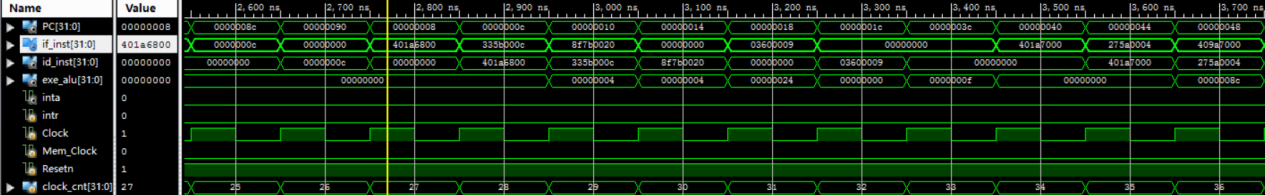 Name Value 2,600 ns 2,700 ns 2,800 ns 2,900 ns 3,000 ns 3,100 ns 3,200 ns 3,300 ns 3,400 ns 3,500 ns 3,600 ns 3,700 ns
PC[31:0] 00000008 0000008c 00000090 00000008 0000000c 00000010 00000014 00000018 0000001c 0000003c 00000040 00000044 00000048
if_inst[31:0] 401a6800 0000000c 00000000 401a6800 335b000c 8f7b0020 00000000 03600009 00000000 401a7000 275a0004 409a7000
id_inst[31:0] 00000000 00000000 0000000c 00000000 401a6800 335b000c 8f7b0020 00000000 03600009 00000000 401a7000 275a0004
exe_alu[31:0] 00000000 00000000 00000004 00000004 00000024 00000000 0000000f 00000000 0000008c
inta 0
intr 0
Clock 1
Mem_Clock 0
Resetn 1
clock_cnt[31:0] 27 25 26 27 28 29 30 31 32 33 34 35 36